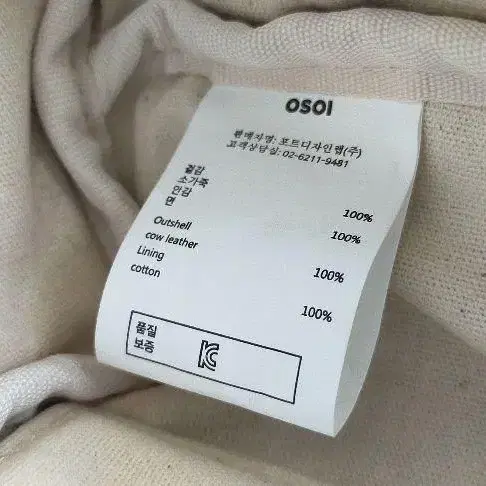 OSOI
판매자명: 포트디자인랩(주)
고객상담실: 02-6211-9481
겉감
소가죽 100%
안감
면 100%
Outshell
cow leather 100%
Lining
cotton 100%
품질
보증
KC